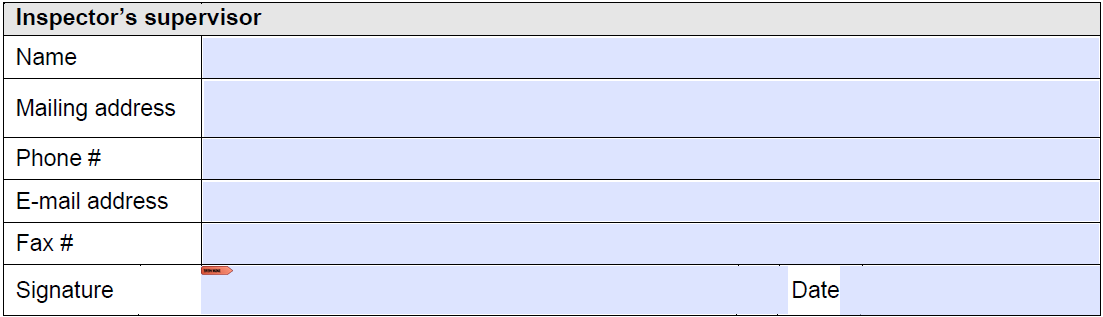 Inspector’s supervisor
Name
Mailing address
Phone #
E-mail address
Fax #
Signature Date